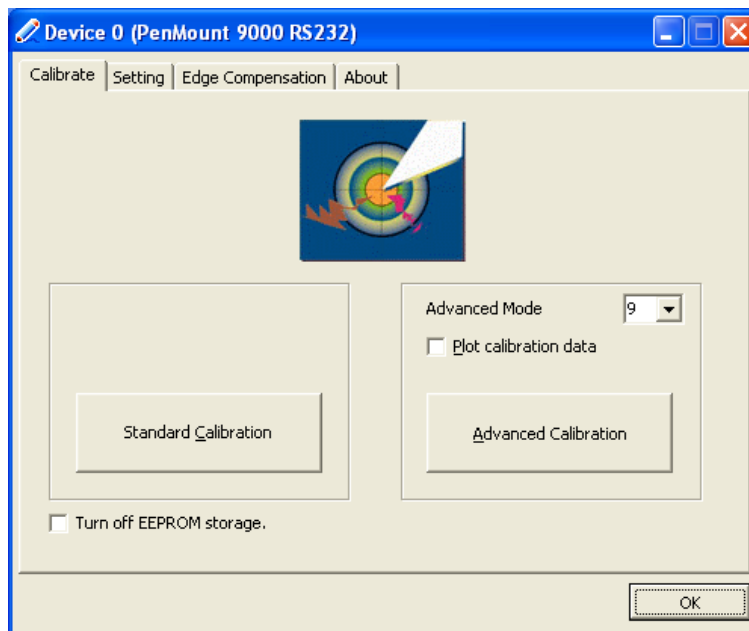 Device 0 (PenMount 9000 RS232)
Calibrate Setting Edge Compensation About
Advanced Mode 9
Plot calibration data
Standard Calibration
Advanced Calibration
Turn off EEPROM storage.
OK